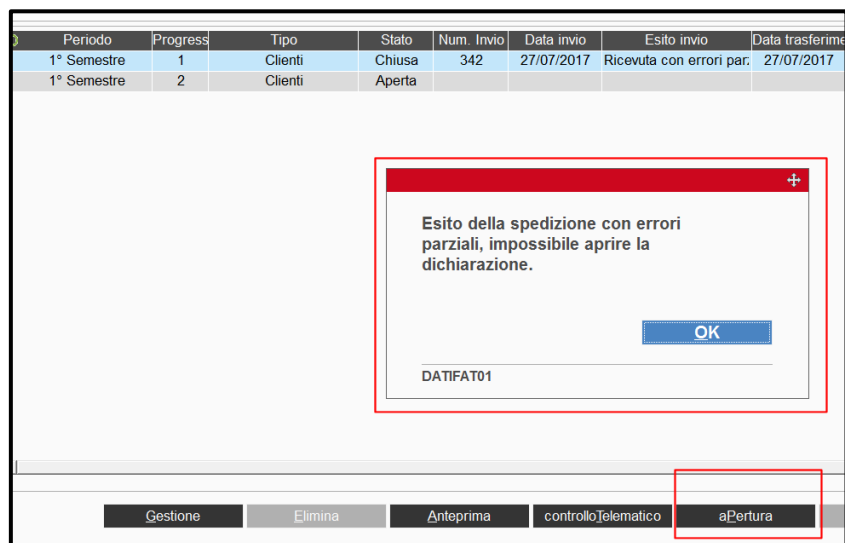 Periodo Progress Tipo Stato Num. Invio Data invio Esito invio Data trasferime
1° Semestre 1 Clienti Chiusa 342 27/07/2017 Ricevuta con errori par. 27/07/2017
1° Semestre 2 Clienti Aperta
Esito della spedizione con errori
parziali, impossibile aprire la
dichiarazione.
OK
DATIFAT01
Gestione Elimina Anteprima controlloTelematico aPertura